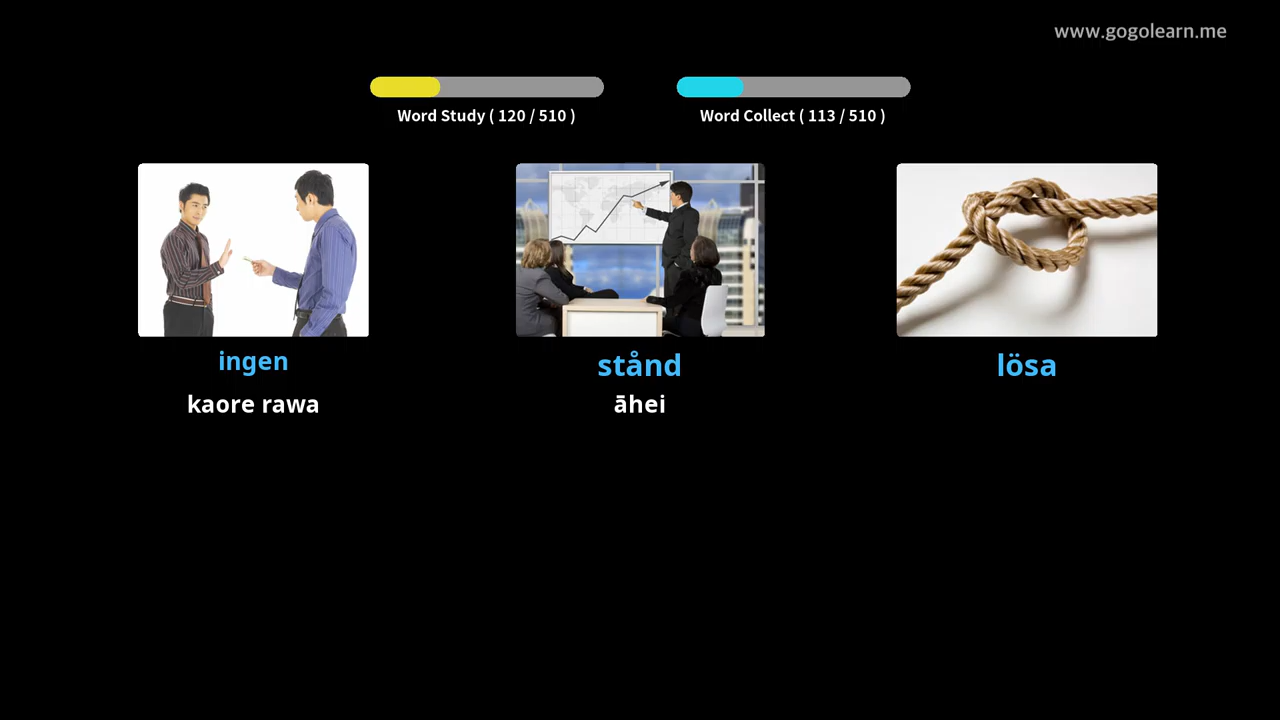 www.gogolearn.me
Word Study ( 120 / 510 )
Word Collect ( 113 / 510 )
ingen
stånd
lösa
kaore rawa
āhei